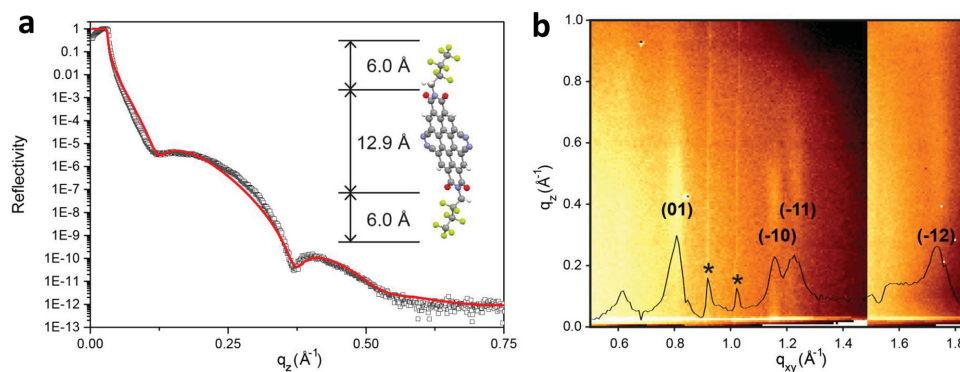 a
Reflectivity
1
0.1
0.01
1E-3
1E-4
1E-5
1E-6
1E-7
1E-8
1E-9
1E-10
1E-11
1E-12
1E-13
0.00 0.25 0.50 0.75
q_z(Å⁻¹)
6.0 Å
12.9 Å
6.0 Å
b
q_z(Å⁻¹)
1.0
0.8
0.6
0.4
0.2
0.0
(01)
*
*
(-11)
(-10)
(-12)
0.6 0.8 1.0 1.2 1.4 1.6 1.8
q_xy(Å⁻¹)